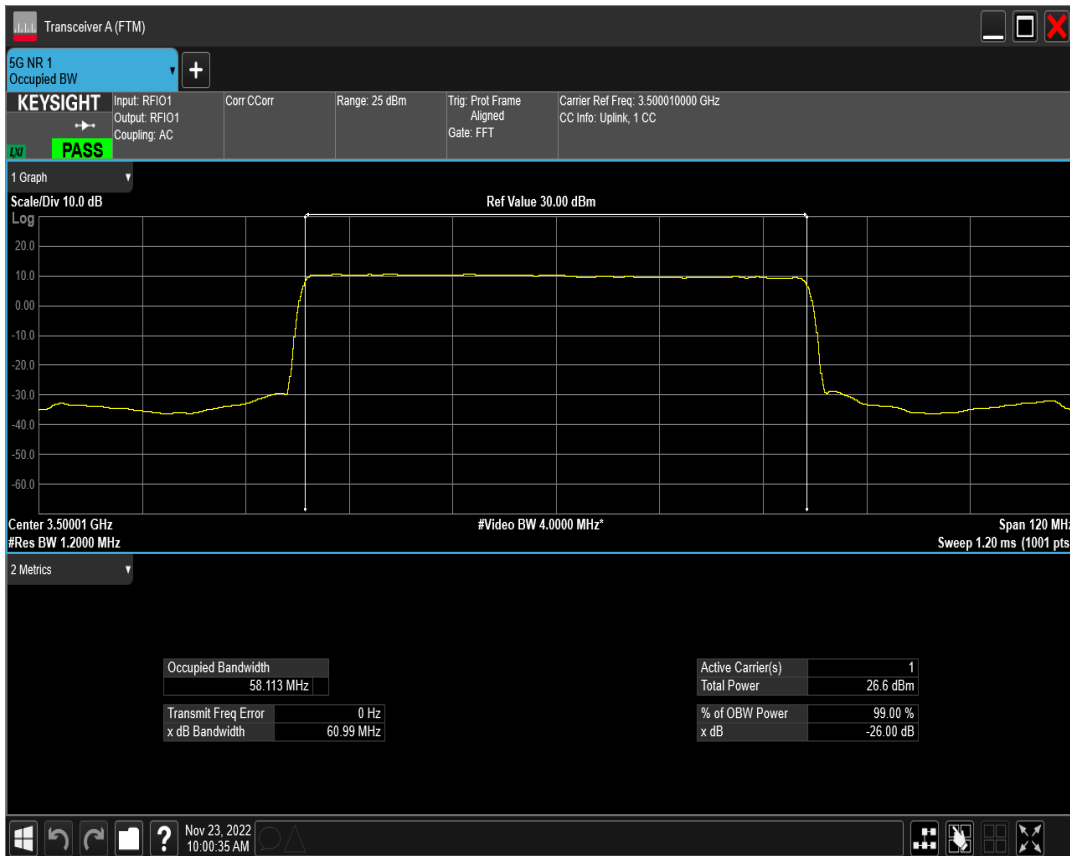 Transceiver A (FTM)
5G NR 1
Occupied BW
+
KEYSIGHT
LXI
PASS
Input: RFIO1
Output: RFIO1
Coupling: AC
Corr CCorr
Range: 25 dBm
Trig: Prot Frame
Aligned
Gate: FFT
Carrier Ref Freq: 3.500010000 GHz
CC Info: Uplink, 1 CC
1 Graph
Scale/Div 10.0 dB
Ref Value 30.00 dBm
Log
20.0
10.0
0.00
-10.0
-20.0
-30.0
-40.0
-50.0
-60.0
Center 3.50001 GHz
#Video BW 4.0000 MHz*
Span 120 MHz
#Res BW 1.2000 MHz
Sweep 1.20 ms (1001 pts
2 Metrics
Occupied Bandwidth
58.113 MHz
Transmit Freq Error 0 Hz
x dB Bandwidth 60.99 MHz
Active Carrier(s) 1
Total Power 26.6 dBm
% of OBW Power 99.00 %
x dB -26.00 dB
?
Nov 23, 2022
10:00:35 AM